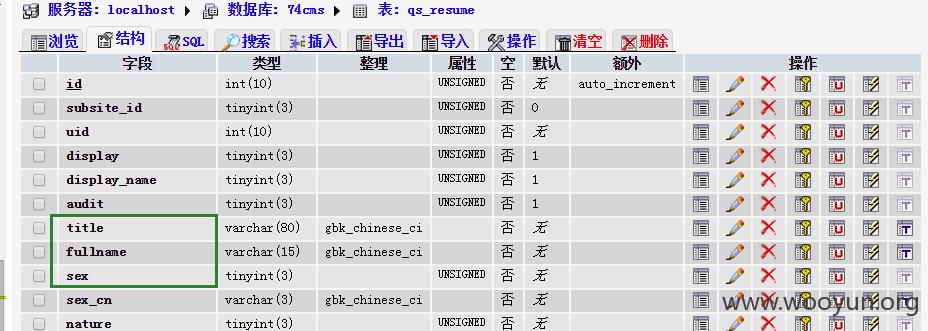 服务器: localhost ▶ 数据库: 74cms ▶ 表: qs_resume
浏览 结构 SQL 搜索 插入 导出 导入 操作 清空 删除
字段 类型 整理 属性 空 默认 额外 操作
id int(10) UNSIGNED 否 无 auto_increment
subsite_id tinyint(3) UNSIGNED 否 0
uid int(10) UNSIGNED 否 无
display tinyint(3) UNSIGNED 否 1
display_name tinyint(3) UNSIGNED 否 1
audit tinyint(3) UNSIGNED 否 1
title varchar(80) gbk_chinese_ci 否 无
fullname varchar(15) gbk_chinese_ci 否 无
sex tinyint(3) UNSIGNED 否 无
sex_cn varchar(3) gbk_chinese_ci 否 无
nature tinyint(3) UNSIGNED 否 无
www.wooyun.org